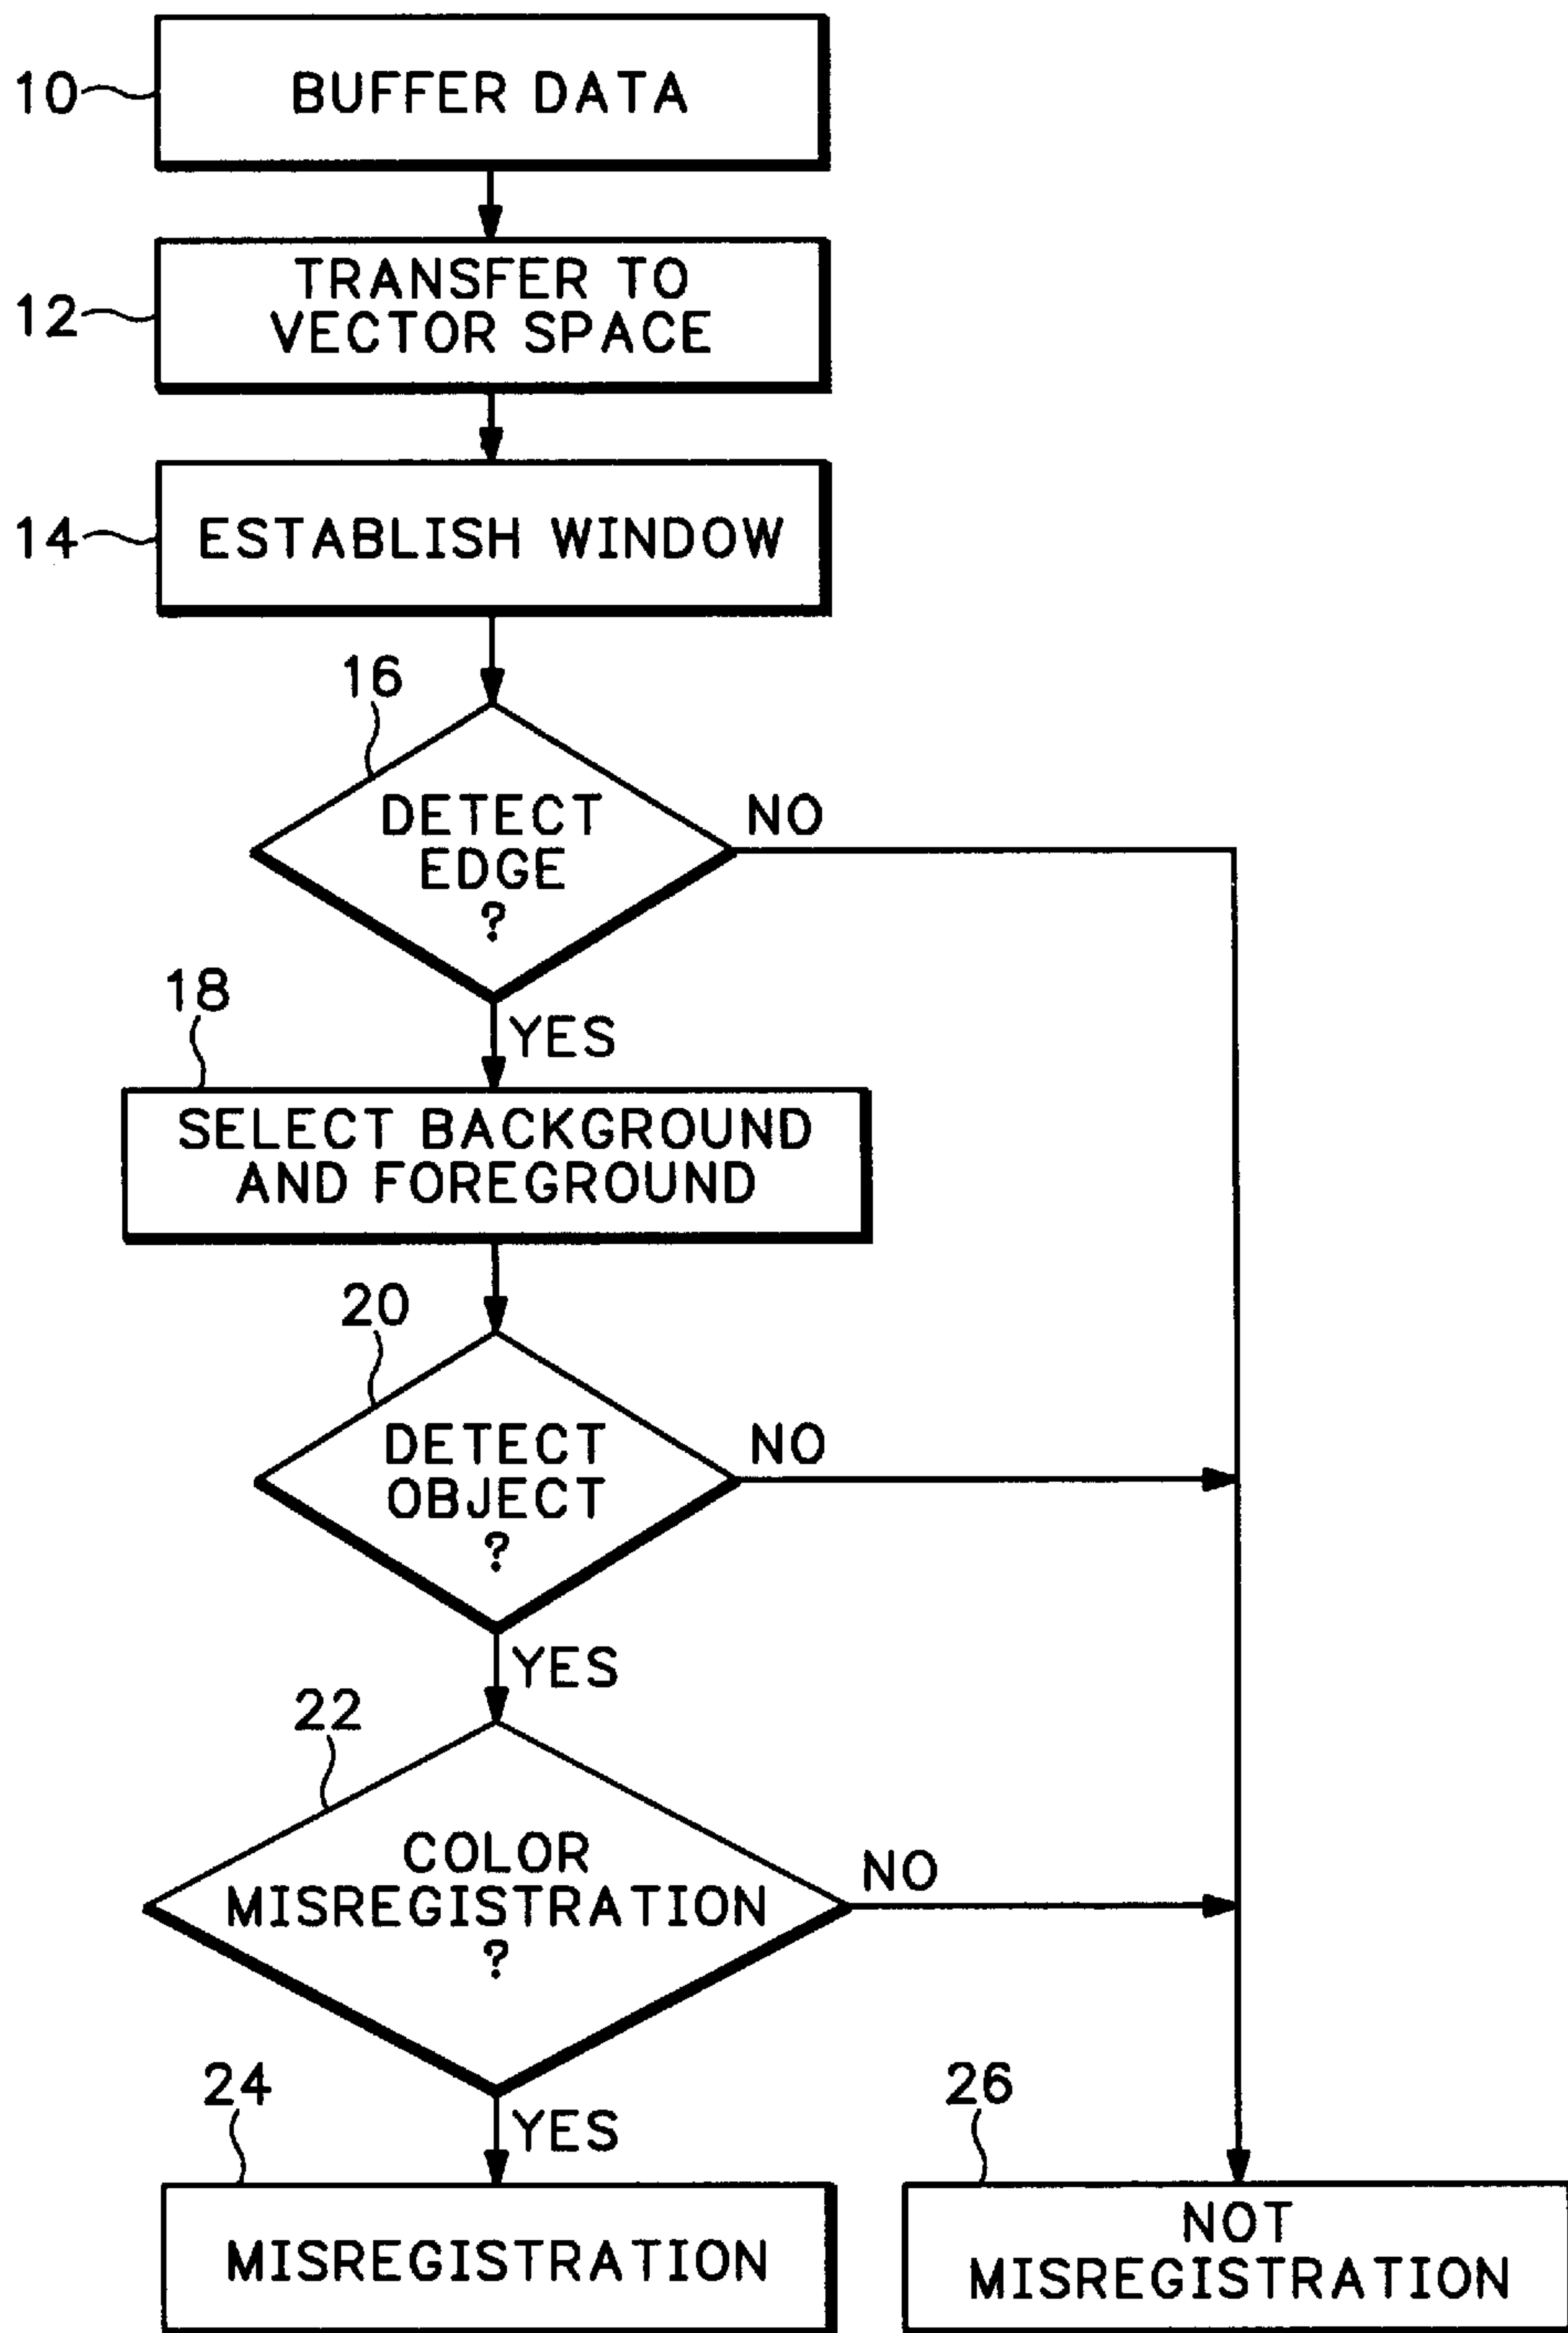 10
BUFFER DATA
12
TRANSFER TO
VECTOR SPACE
14
ESTABLISH WINDOW
16
DETECT
EDGE
?
NO
YES
18
SELECT BACKGROUND
AND FOREGROUND
20
DETECT
OBJECT
?
NO
YES
22
COLOR
MISREGISTRATION
?
NO
YES
24
MISREGISTRATION
26
NOT
MISREGISTRATION